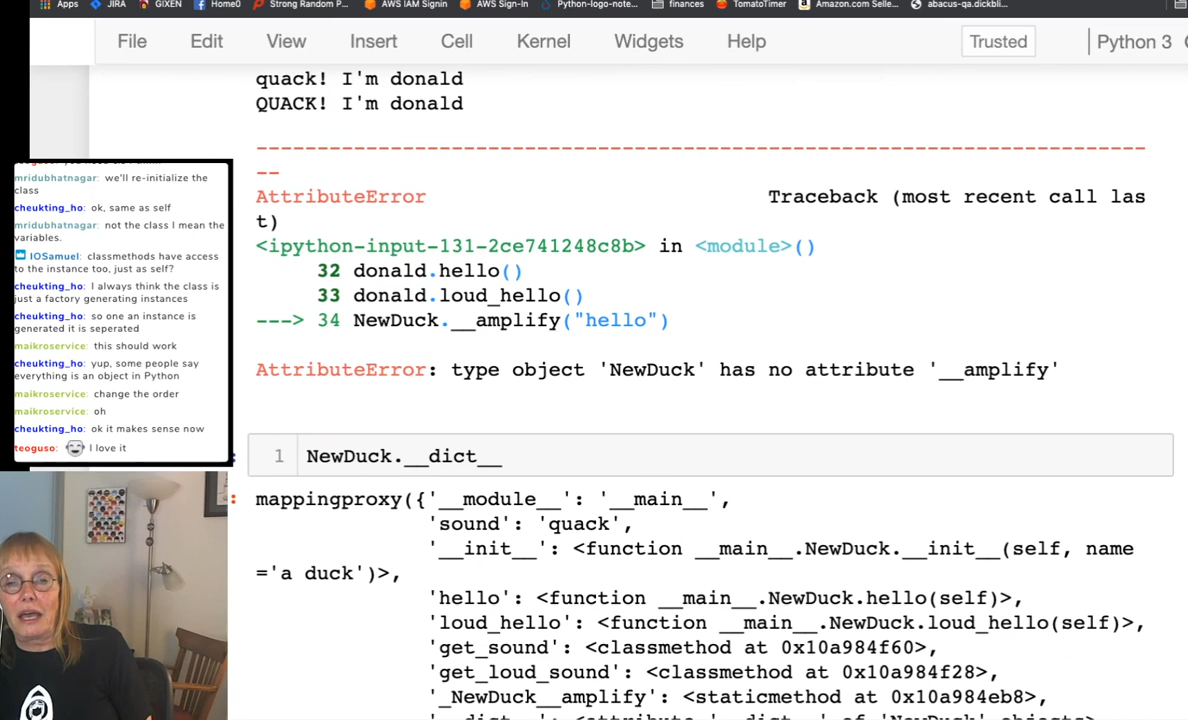 Apps JIRA GIXEN Home0 Strong Random P... AWS IAM Signin AWS Sign-In Python-logo-note... finances TomatoTimer Amazon.com Selle... abacus-qa.dickbli...
File Edit View Insert Cell Kernel Widgets Help Trusted Python 3
quack! I'm donald
QUACK! I'm donald
--------------------------------------------------------------------------
--
AttributeError Traceback (most recent call las
t)
<ipython-input-131-2ce741248c8b> in <module>()
32 donald.hello()
33 donald.loud_hello()
---> 34 NewDuck.__amplify("hello")
AttributeError: type object 'NewDuck' has no attribute '__amplify'
1 NewDuck.__dict__
mappingproxy({'__module__': '__main__',
'sound': 'quack',
'__init__': <function __main__.NewDuck.__init__(self, name
='a duck')>,
'hello': <function __main__.NewDuck.hello(self)>,
'loud_hello': <function __main__.NewDuck.loud_hello(self)>,
'get_sound': <classmethod at 0x10a984f60>,
'get_loud_sound': <classmethod at 0x10a984f28>,
'_NewDuck__amplify': <staticmethod at 0x10a984eb8>,
'__dict__': <attribute '__dict__' of 'NewDuck' objects>
mridubhatnagar: we'll re-initialize the
class
cheukting_ho: ok, same as self
mridubhatnagar: not the class I mean the
variables.
IOSamuel: classmethods have access
to the instance too, just as self?
cheukting_ho: I always think the class is
just a factory generating instances
cheukting_ho: so one an instance is
generated it is seperated
maikroservice: this should work
cheukting_ho: yup, some people say
everything is an object in Python
maikroservice: change the order
maikroservice: oh
cheukting_ho: ok it makes sense now
teoguso: I love it